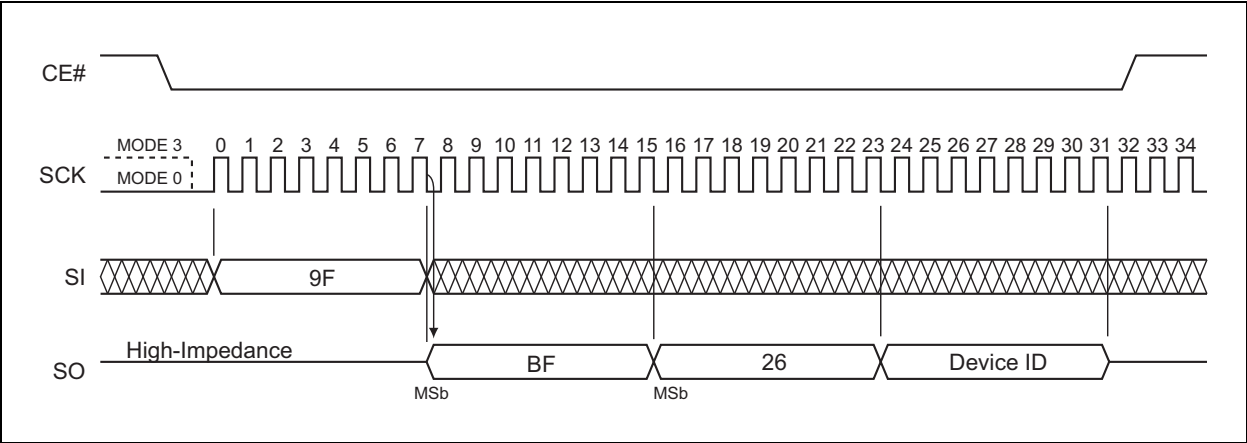 CE#
MODE 3
0 1 2 3 4 5 6 7 8 9 10 11 12 13 14 15 16 17 18 19 20 21 22 23 24 25 26 27 28 29 30 31 32 33 34
SCK
MODE 0
SI
9F
High-Impedance
SO
BF
26
Device ID
MSb
MSb